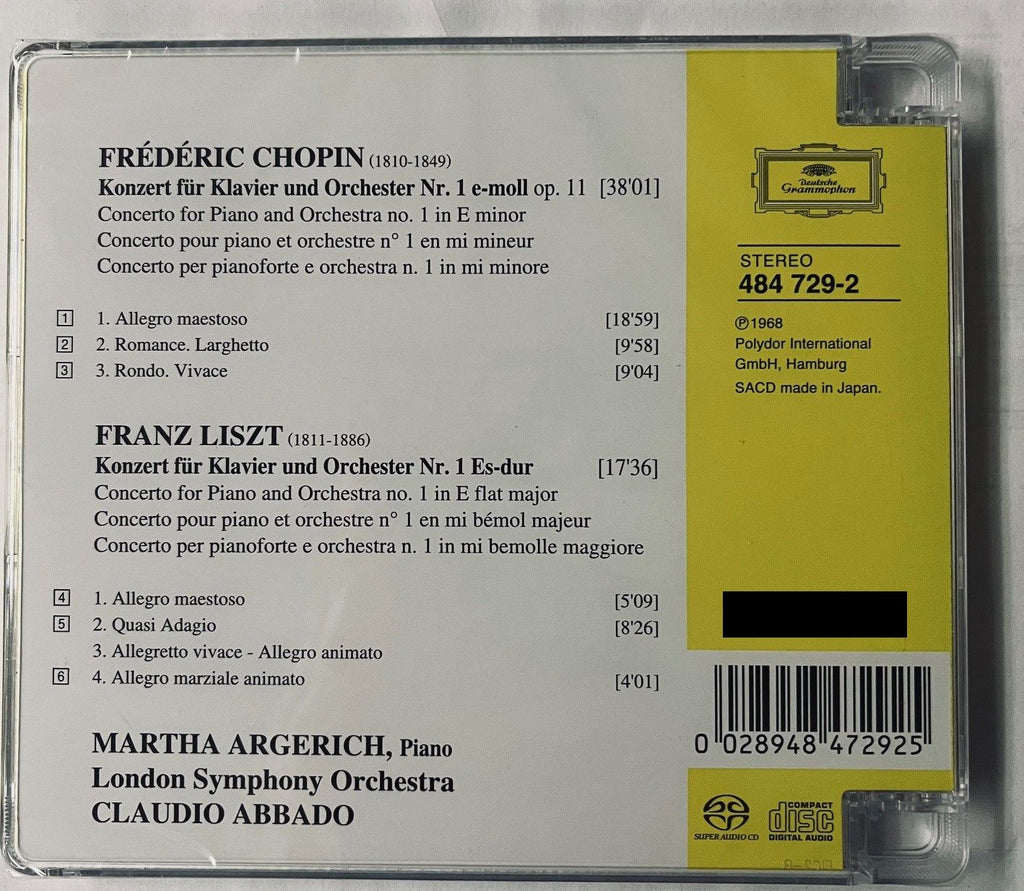 FRÉDÉRIC CHOPIN (1810-1849)
Konzert für Klavier und Orchester Nr. 1 e-moll op. 11 [38'01]
Concerto for Piano and Orchestra no. 1 in E minor
Concerto pour piano et orchestre n° 1 en mi mineur
Concerto per pianoforte e orchestra n. 1 in mi minore
1 1. Allegro maestoso [18'59]
2 2. Romance. Larghetto [9'58]
3 3. Rondo. Vivace [9'04]
FRANZ LISZT (1811-1886)
Konzert für Klavier und Orchester Nr. 1 Es-dur [17'36]
Concerto for Piano and Orchestra no. 1 in E flat major
Concerto pour piano et orchestre n° 1 en mi bémol majeur
Concerto per pianoforte e orchestra n. 1 in mi bemolle maggiore
4 1. Allegro maestoso [5'09]
5 2. Quasi Adagio [8'26]
3. Allegretto vivace - Allegro animato
6 4. Allegro marziale animato [4'01]
MARTHA ARGERICH, Piano
London Symphony Orchestra
CLAUDIO ABBADO
Deutsche
Grammophon
STEREO
484 729-2
℗1968
Polydor International
GmbH, Hamburg
SACD made in Japan.
0 028948 472925
SUPER AUDIO CD
COMPACT
disc
DIGITAL AUDIO